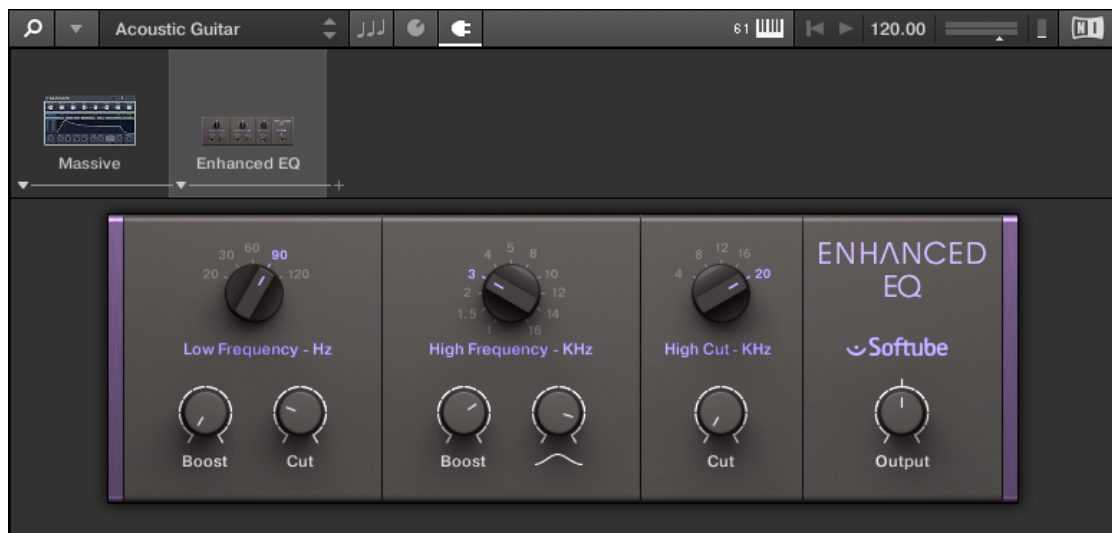 Acoustic Guitar
61
120.00
NI
Massive
Enhanced EQ
20 30 60 90 120
Low Frequency - Hz
Boost
Cut
1 1.5 2 3 4 5 8 10 12 14 16
High Frequency - KHz
Boost
4 8 12 16 20
High Cut - KHz
Cut
ENHANCED
EQ
Softube
Output